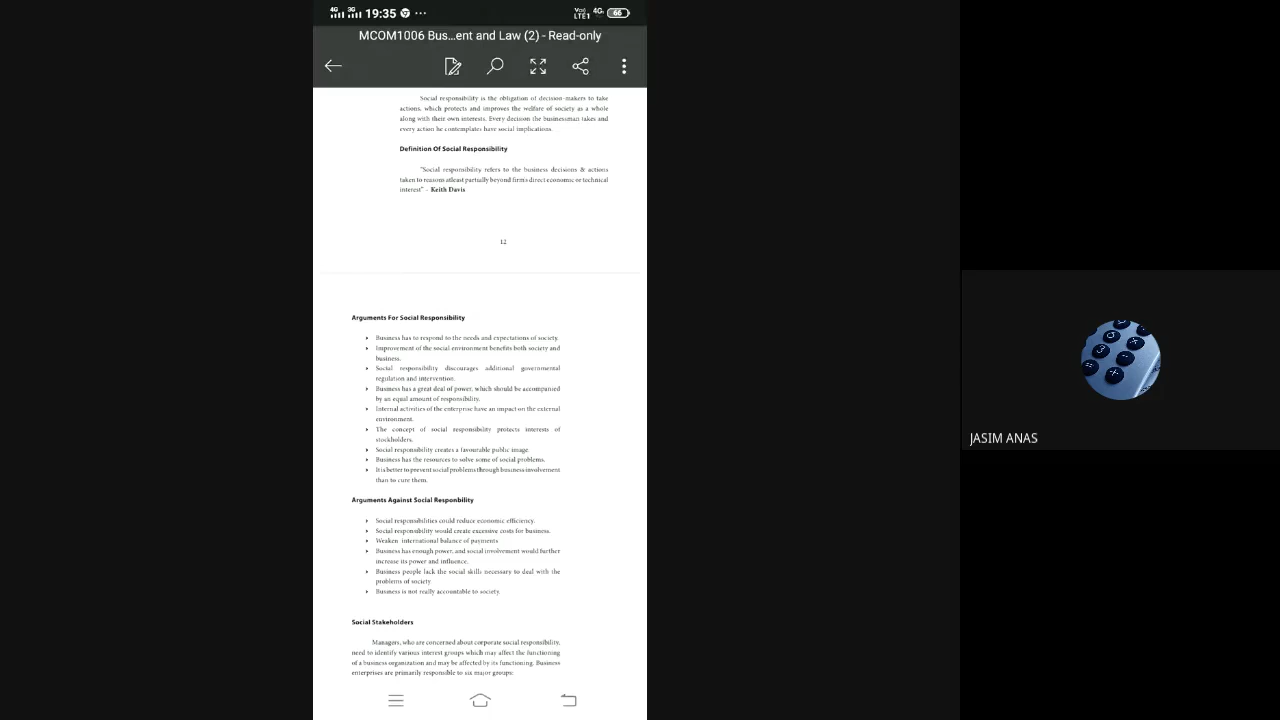 4G 3G 19:35 ... Vo) LTE1 4G 66
MCOM1006 Bus...ent and Law (2) - Read-only
Social responsibility is the obligation of decision-makers to take
actions, which protects and improves the welfare of society as a whole
along with their own interests. Every decision the businessman takes and
every action he contemplates have social implications.
Definition Of Social Responsibility
"Social responsibility refers to the business decisions & actions
taken to reasons atleast partially beyond firms direct economic or technical
interest" - Keith Davis
12
Arguments For Social Responsibility
Business has to respond to the needs and expectations of society.
Improvement of the social environment benefits both society and
business.
Social responsibility discourages additional governmental
regulation and intervention.
Business has a great deal of power, which should be accompanied
by an equal amount of responsibility.
Internal activities of the enterprise have an impact on the external
environment.
The concept of social responsibility protects interests of
stockholders.
Social responsibility creates a favourable public image.
Business has the resources to solve some of social problems.
It is better to prevent social problems through business involvement
than to cure them.
Arguments Against Social Responbility
Social responsibilities could reduce economic efficiency.
Social responsibility would create excessive costs for business.
Weaken international balance of payments
Business has enough power, and social involvement would further
increase its power and influence.
Business people lack the social skills necessary to deal with the
problems of society
Business is not really accountable to society.
Social Stakeholders
Managers, who are concerned about corporate social responsibility,
need to identify various interest groups which may affect the functioning
of a business organization and may be affected by its functioning. Business
enterprises are primarily responsible to six major groups:
JASIM ANAS